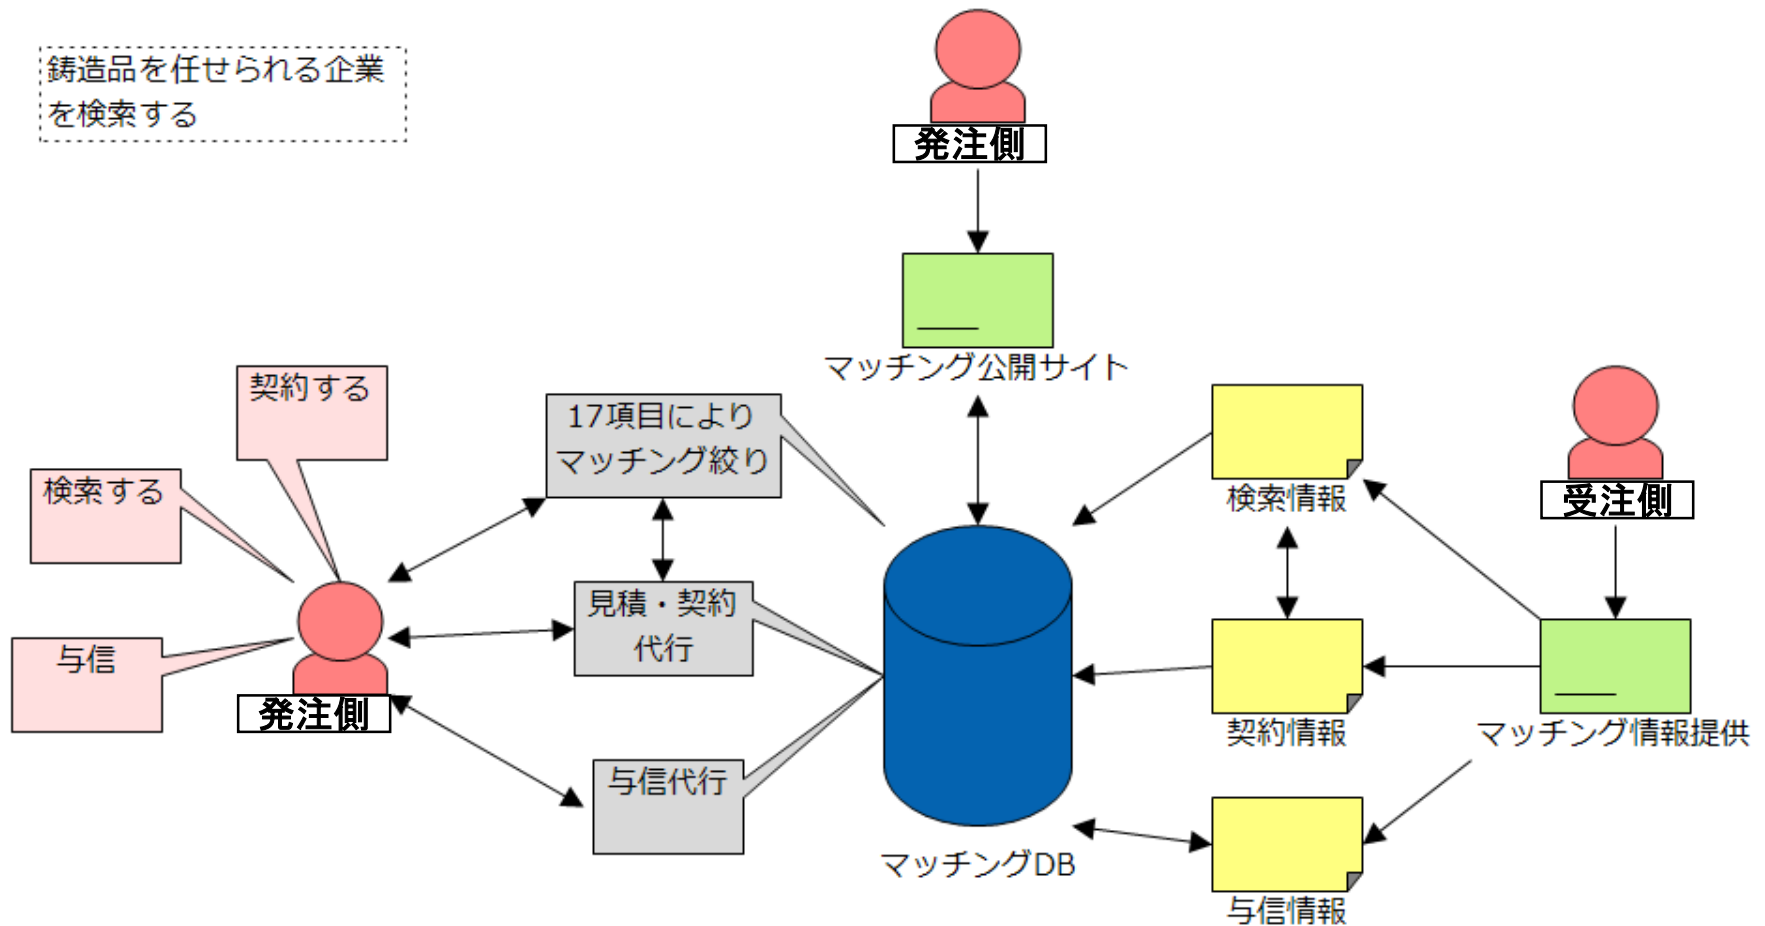 鋳造品を任せられる企業
を検索する
発注側
マッチング公開サイト
契約する
検索する
与信
発注側
17項目により
マッチング絞り
見積・契約
代行
与信代行
マッチングDB
検索情報
契約情報
与信情報
受注側
マッチング情報提供